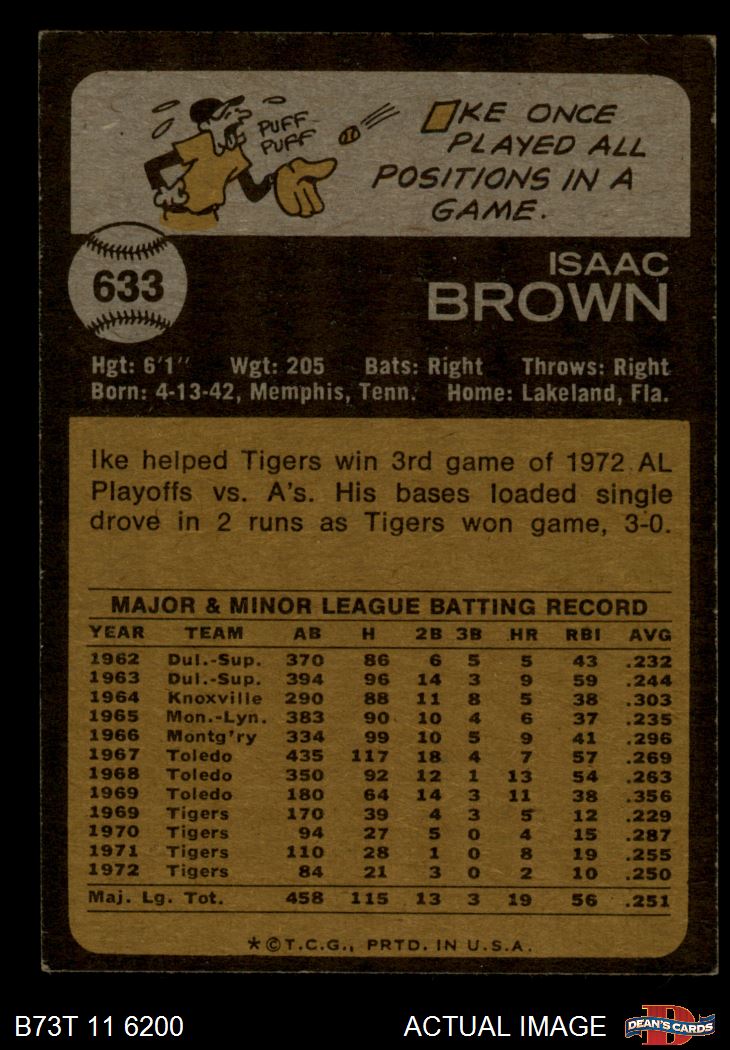 PUFF
PUFF
IKE ONCE
PLAYED ALL
POSITIONS IN A
GAME.
633
ISAAC
BROWN
Hgt: 6'1" Wgt: 205 Bats: Right Throws: Right
Born: 4-13-42, Memphis, Tenn. Home: Lakeland, Fla.
Ike helped Tigers win 3rd game of 1972 AL
Playoffs vs. A's. His bases loaded single
drove in 2 runs as Tigers won game, 3-0.
MAJOR & MINOR LEAGUE BATTING RECORD
YEAR TEAM AB H 2B 3B HR RBI AVG
1962 Dul.-Sup. 370 86 6 5 5 43 .232
1963 Dul.-Sup. 394 96 14 3 9 59 .244
1964 Knoxville 290 88 11 8 5 38 .303
1965 Mon.-Lyn. 383 90 10 4 6 37 .235
1966 Montg'ry 334 99 10 5 9 41 .296
1967 Toledo 435 117 18 4 7 57 .269
1968 Toledo 350 92 12 1 13 54 .263
1969 Toledo 180 64 14 3 11 38 .356
1969 Tigers 170 39 4 3 5 12 .229
1970 Tigers 94 27 5 0 4 15 .287
1971 Tigers 110 28 1 0 8 19 .255
1972 Tigers 84 21 3 0 2 10 .250
Maj. Lg. Tot. 458 115 13 3 19 56 .251
*©T.C.G., PRTD. IN U.S.A.
B73T 11 6200 ACTUAL IMAGE
D
DEAN'S CARDS